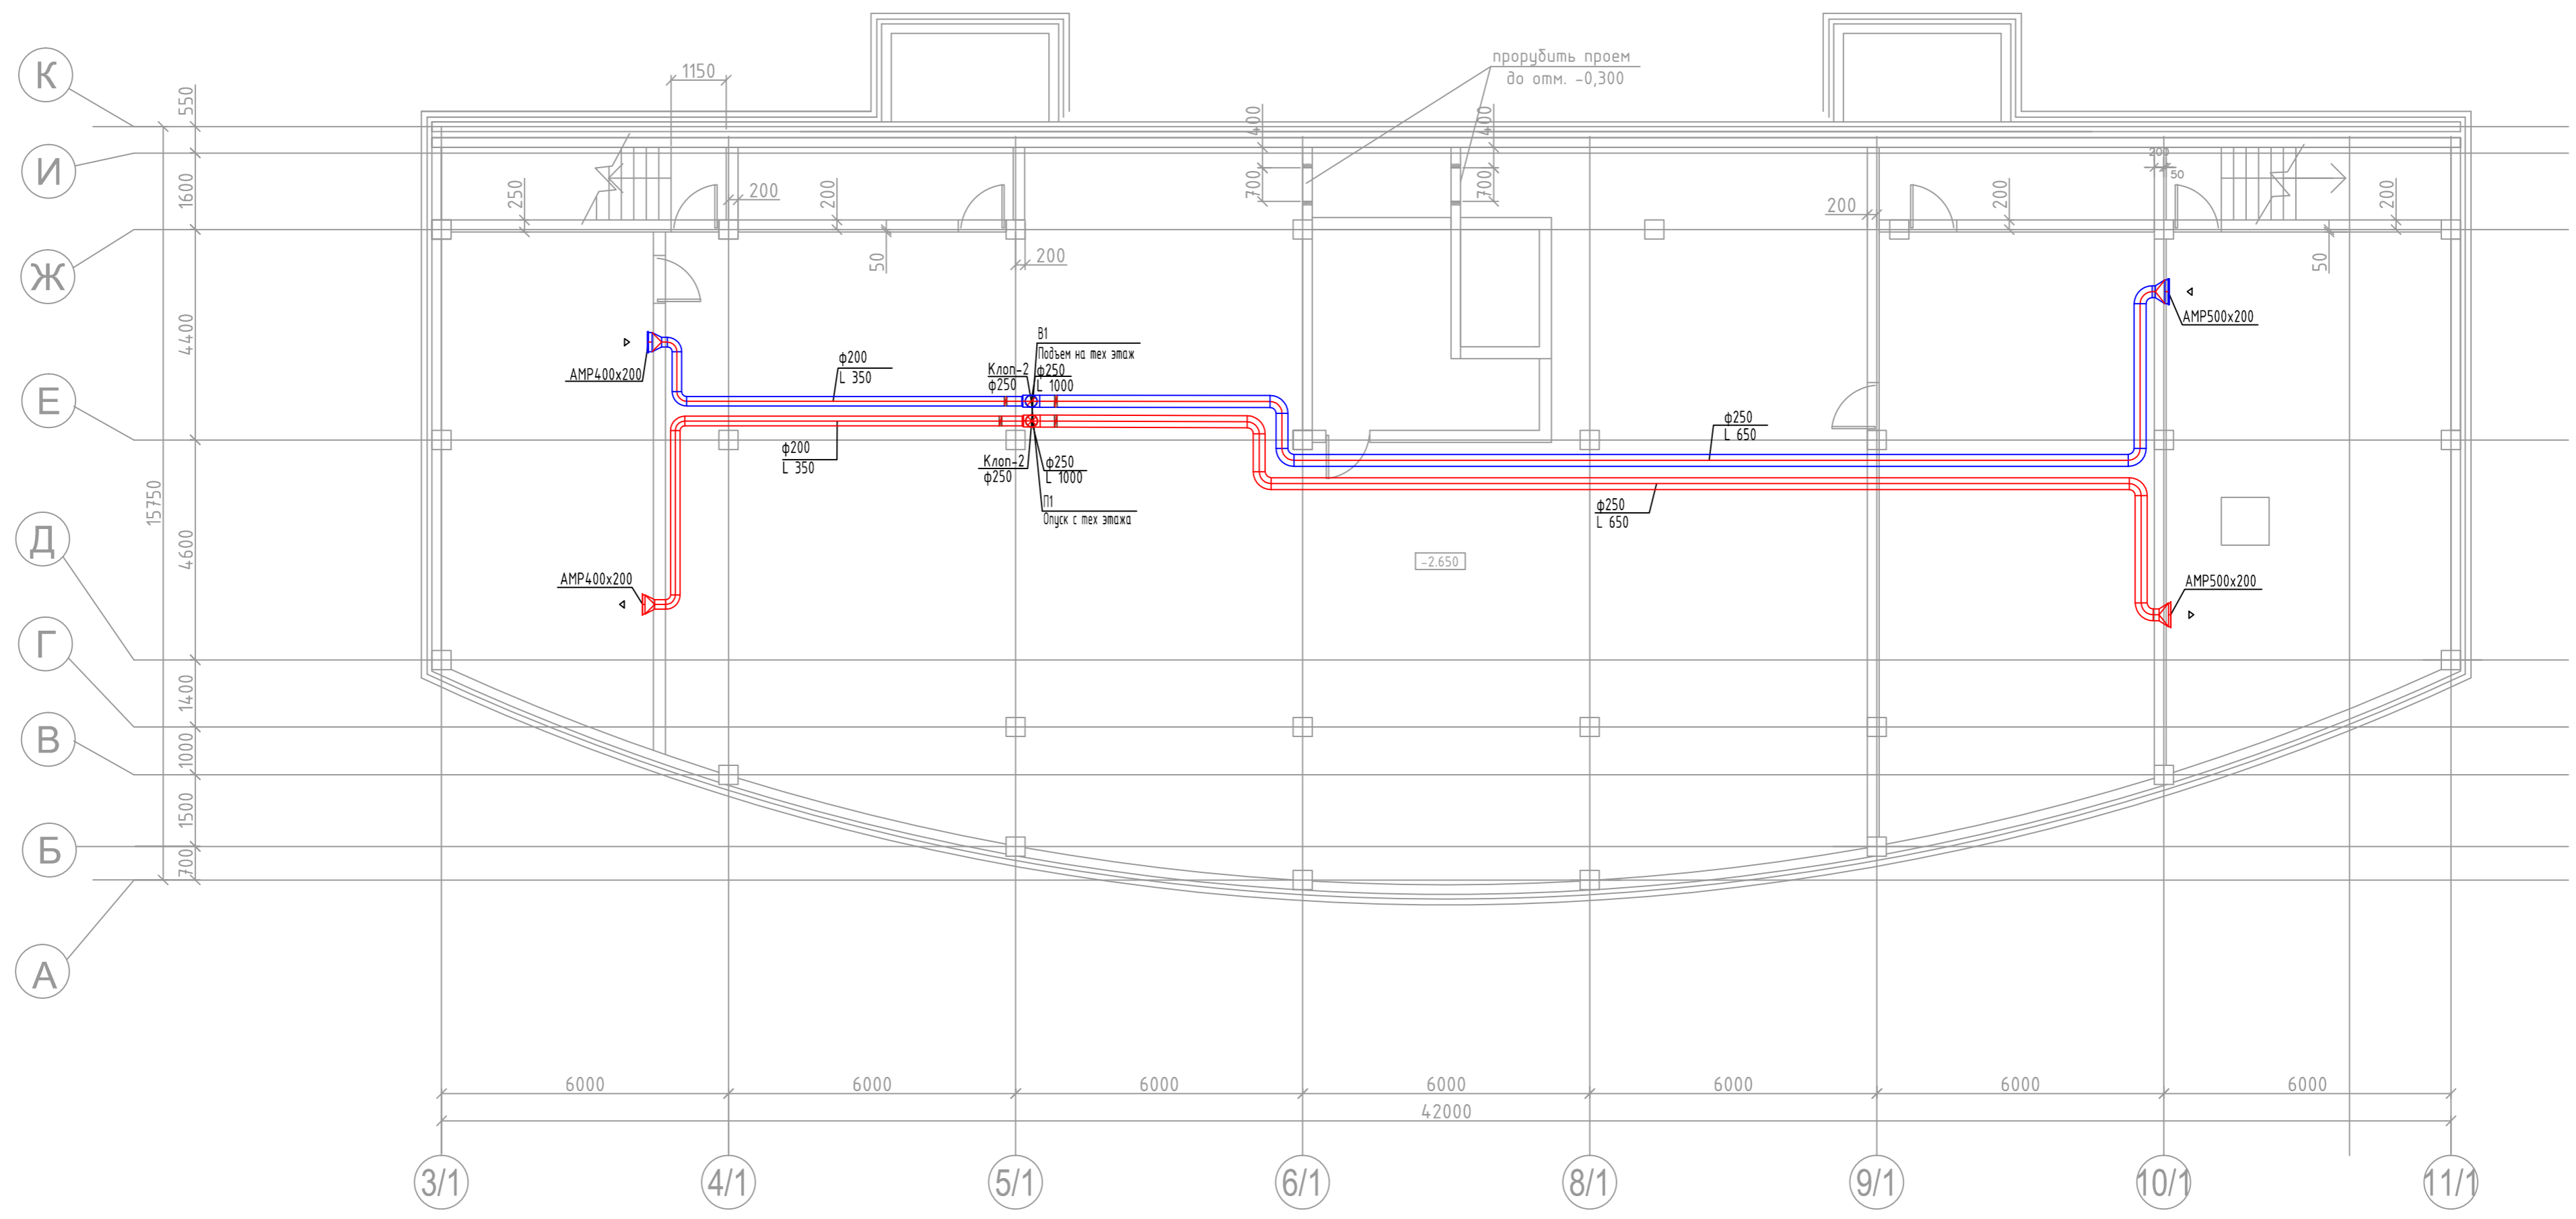 К
И
Ж
Е
Д
Г
В
Б
А
550
1600
4400
4600
1400
1000
1500
700
15750
1150
прорубить проем
до отм. -0,300
400
400
700
700
250
200
200
50
200
200
200
200
50
200
50
АМР400х200
ф200
L 350
В1
Подъем на тех этаж
Клоп-2
ф250
ф250
L 1000
ф200
L 350
Клоп-2
ф250
ф250
L 1000
П1
Опуск с тех этажа
АМР400х200
ф250
L 650
ф250
L 650
-2.650
АМР500х200
АМР500х200
6000
6000
6000
6000
6000
6000
6000
42000
3/1
4/1
5/1
6/1
8/1
9/1
10/1
11/1